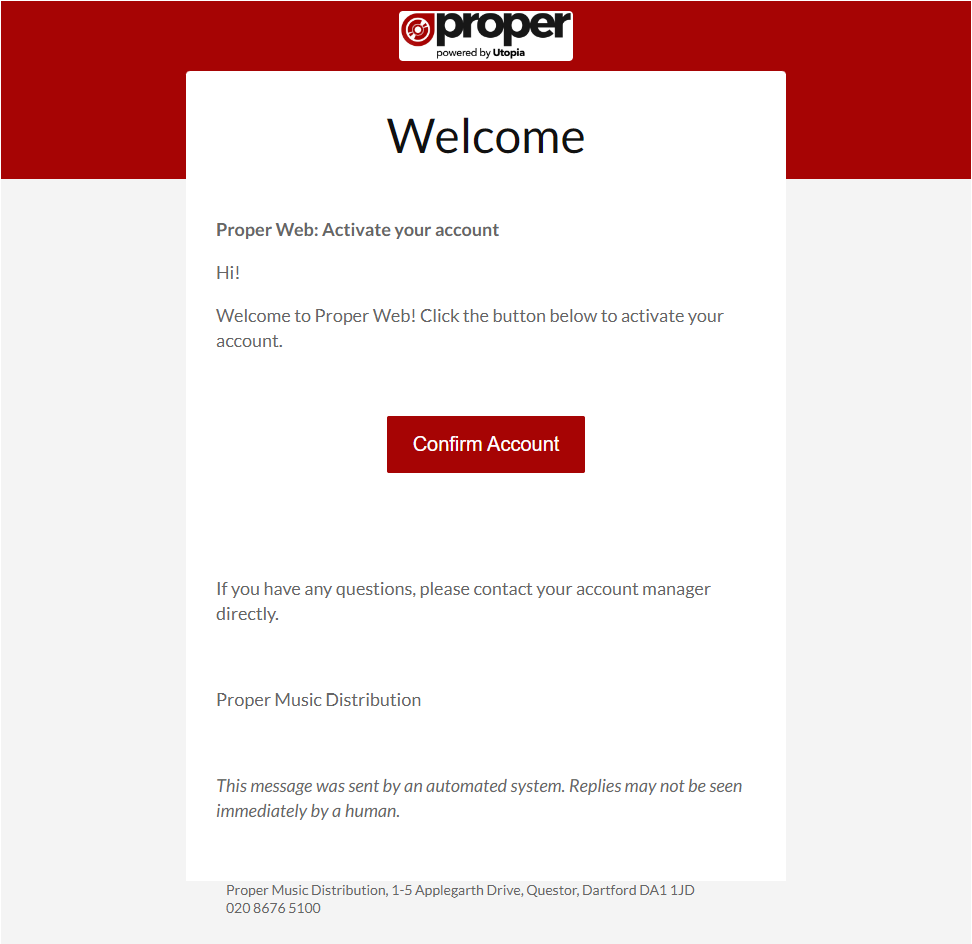 proper
powered by Utopia
Welcome
Proper Web: Activate your account
Hi!
Welcome to Proper Web! Click the button below to activate your
account.
Confirm Account
If you have any questions, please contact your account manager
directly.
Proper Music Distribution
This message was sent by an automated system. Replies may not be seen
immediately by a human.
Proper Music Distribution, 1-5 Applegarth Drive, Questor, Dartford DA1 1JD
020 8676 5100